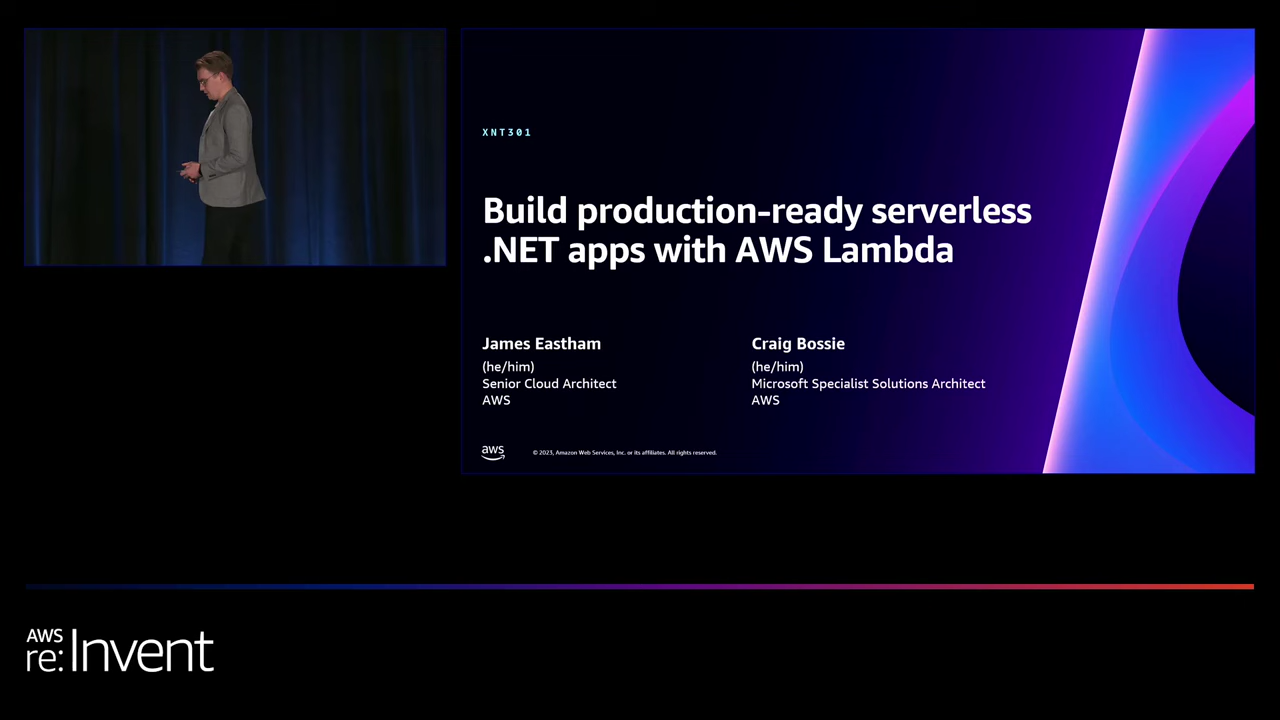 XNT301
Build production-ready serverless
.NET apps with AWS Lambda
James Eastham
(he/him)
Senior Cloud Architect
AWS
Craig Bossie
(he/him)
Microsoft Specialist Solutions Architect
AWS
aws
© 2023, Amazon Web Services, Inc. or its affiliates. All rights reserved.
AWS
re:Invent